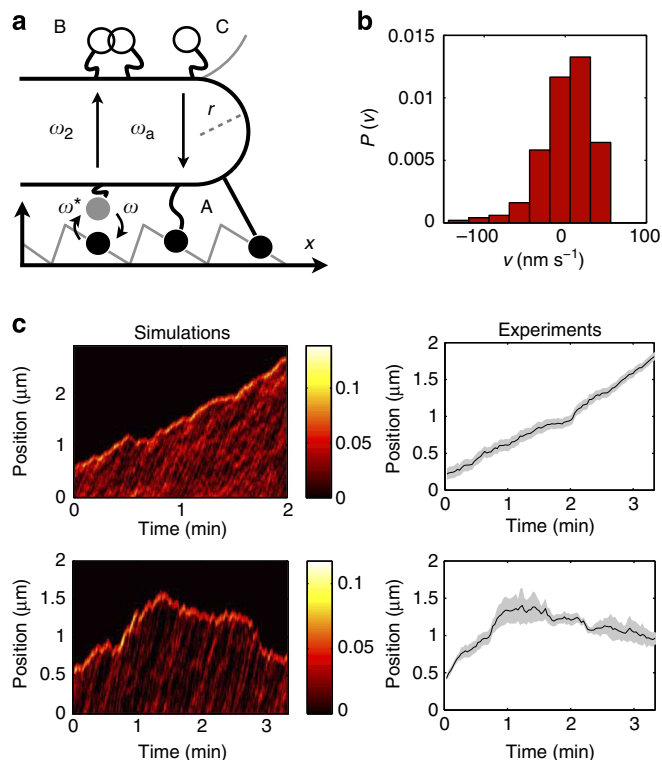 a
B
C
r
ω2
ωa
ω*
ω
A
x
b
0.015
0.01
0.005
0
P (v)
−100
0
100
v (nm s−1)
c
Simulations
Experiments
Position (μm)
2
1
0
0
1
2
Time (min)
0.1
0.05
0
Position (μm)
2
1.5
1
0.5
0
0
1
2
3
Time (min)
Position (μm)
2
1.5
1
0.5
0
0
1
2
3
Time (min)
0.1
0.05
0
Position (μm)
2
1.5
1
0.5
0
0
1
2
3
Time (min)